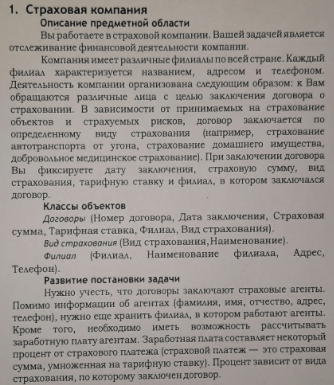 1. Страховая компания
Описание предметной области
Вы работаете в страховой компании. Вашей задачей является
отслеживание финансовой деятельности компании.
Компания имеет различные филиалы по всей стране. Каждый
филиал характеризуется названием, адресом и телефоном.
Деятельность компании организована следующим образом: к Вам
обращаются различные лица с целью заключения договора о
страховании. В зависимости от принимаемых на страхование
объектов и страхуемых рисков, договор заключается по
определенному виду страхования (например, страхование
автотранспорта от угона, страхование домашнего имущества,
добровольное медицинское страхование). При заключении договора
Вы фиксируете дату заключения, страховую сумму, вид
страхования, тарифную ставку и филиал, в котором заключался
договор.
Классы объектов
Договоры (Номер договора, Дата заключения, Страховая
сумма, Тарифная ставка, Филиал, Вид страхования).
Вид страхования (Вид страхования, Наименование).
Филиал (Филиал, Наименование филиала, Адрес,
Телефон).
Развитие постановки задачи
Нужно учесть, что договоры заключают страховые агенты.
Помимо информации об агентах (фамилия, имя, отчество, адрес,
телефон), нужно еще хранить филиал, в котором работают агенты.
Кроме того, необходимо иметь возможность рассчитывать
заработную плату агентам. Заработная плата составляет некоторый
процент от страхового платежа (страховой платеж — это страховая
сумма, умноженная на тарифную ставку). Процент зависит от вида
страхования, по которому заключен договор.